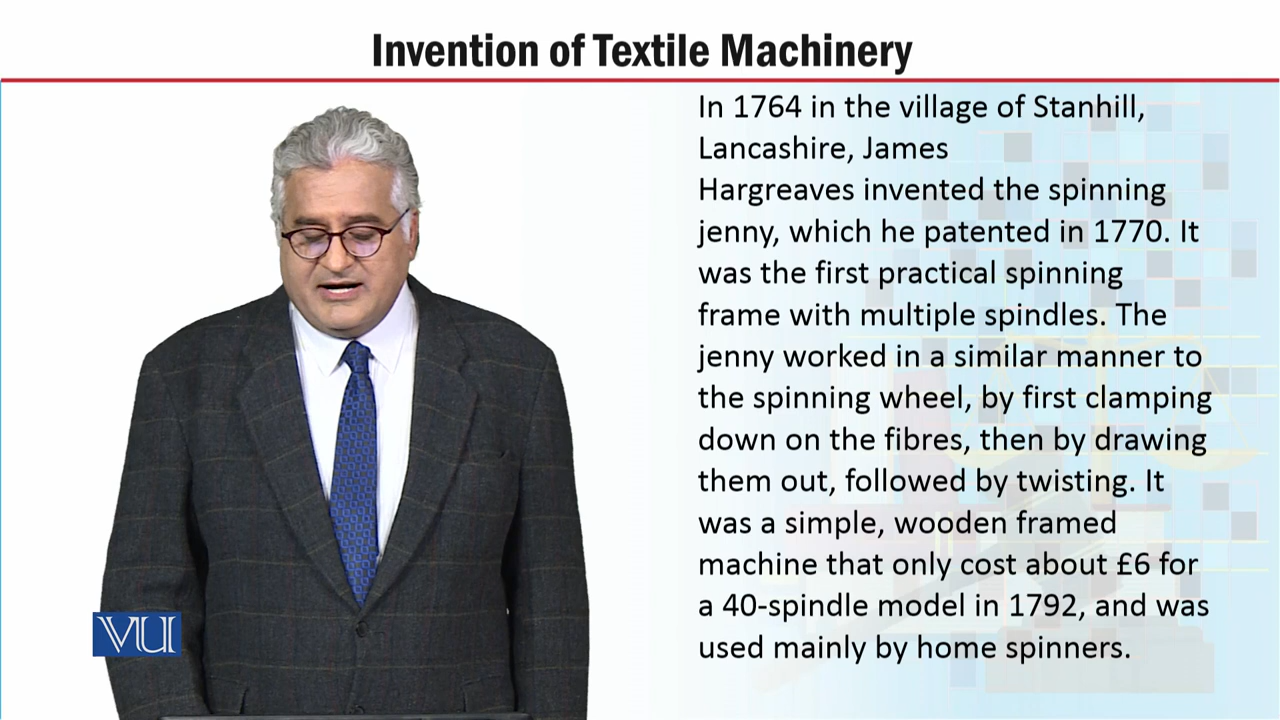 Invention of Textile Machinery
In 1764 in the village of Stanhill,
Lancashire, James
Hargreaves invented the spinning
jenny, which he patented in 1770. It
was the first practical spinning
frame with multiple spindles. The
jenny worked in a similar manner to
the spinning wheel, by first clamping
down on the fibres, then by drawing
them out, followed by twisting. It
was a simple, wooden framed
machine that only cost about £6 for
a 40-spindle model in 1792, and was
used mainly by home spinners.
VU